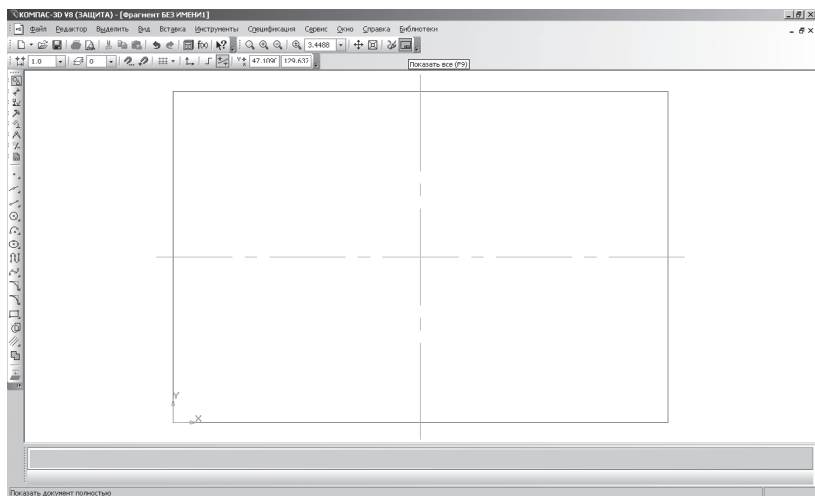 КОМПАС-3D V8 (ЗАЩИТА) - [Фрагмент БЕЗ ИМЕНИ1]
Файл Редактор Выделить Вид Вставка Инструменты Спецификация Сервис Окно Справка Библиотеки
3.4488
1.0 0 47.109 129.637
Показать все (F9)
Y
X
Показать документ полностью